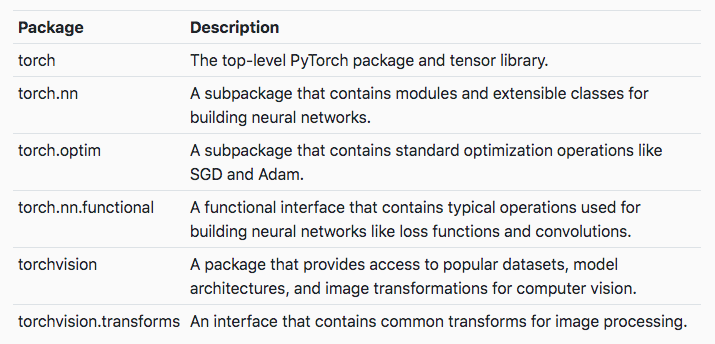 Package Description
torch The top-level PyTorch package and tensor library.
torch.nn A subpackage that contains modules and extensible classes for
building neural networks.
torch.optim A subpackage that contains standard optimization operations like
SGD and Adam.
torch.nn.functional A functional interface that contains typical operations used for
building neural networks like loss functions and convolutions.
torchvision A package that provides access to popular datasets, model
architectures, and image transformations for computer vision.
torchvision.transforms An interface that contains common transforms for image processing.